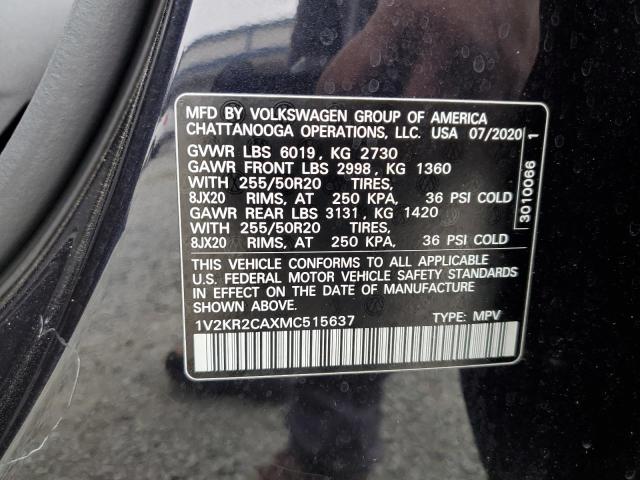 MFD BY VOLKSWAGEN GROUP OF AMERICA
CHATTANOOGA OPERATIONS, LLC. USA 07/2020
GVWR LBS 6019, KG 2730
GAWR FRONT LBS 2998, KG 1360
WITH 255/50R20 TIRES,
8JX20 RIMS, AT 250 KPA, 36 PSI COLD
GAWR REAR LBS 3131, KG 1420
WITH 255/50R20 TIRES,
8JX20 RIMS, AT 250 KPA, 36 PSI COLD
THIS VEHICLE CONFORMS TO ALL APPLICABLE
U.S. FEDERAL MOTOR VEHICLE SAFETY STANDARDS
IN EFFECT ON THE DATE OF MANUFACTURE
SHOWN ABOVE.
1V2KR2CAXMC515637 TYPE: MPV
3010066 1